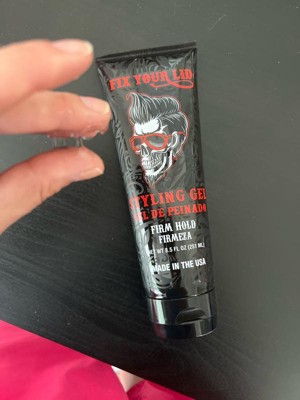 FIX YOUR LID
STYLING GEL
GEL DE PEINADO
FIRM HOLD
FIRMEZA
NET WT 8.5 FL OZ (251 ML)
MADE IN THE USA